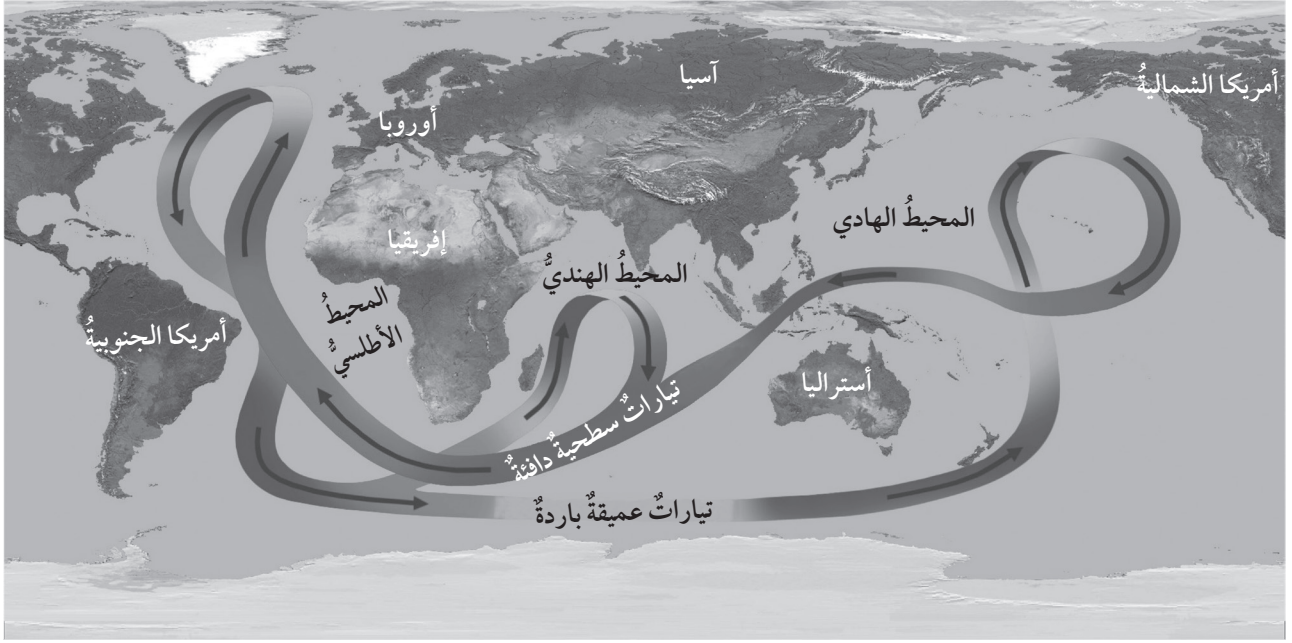 آسيا
أمريكا الشماليةُ
أوروبا
المحيطُ الهادي
إفريقيا
المحيطُ الهنديُّ
المحيطُ
الأطلسيُّ
أمريكا الجنوبيةُ
أستراليا
تياراتٌ سطحيةٌ دافئةٌ
تياراتٌ عميقةٌ باردةٌ